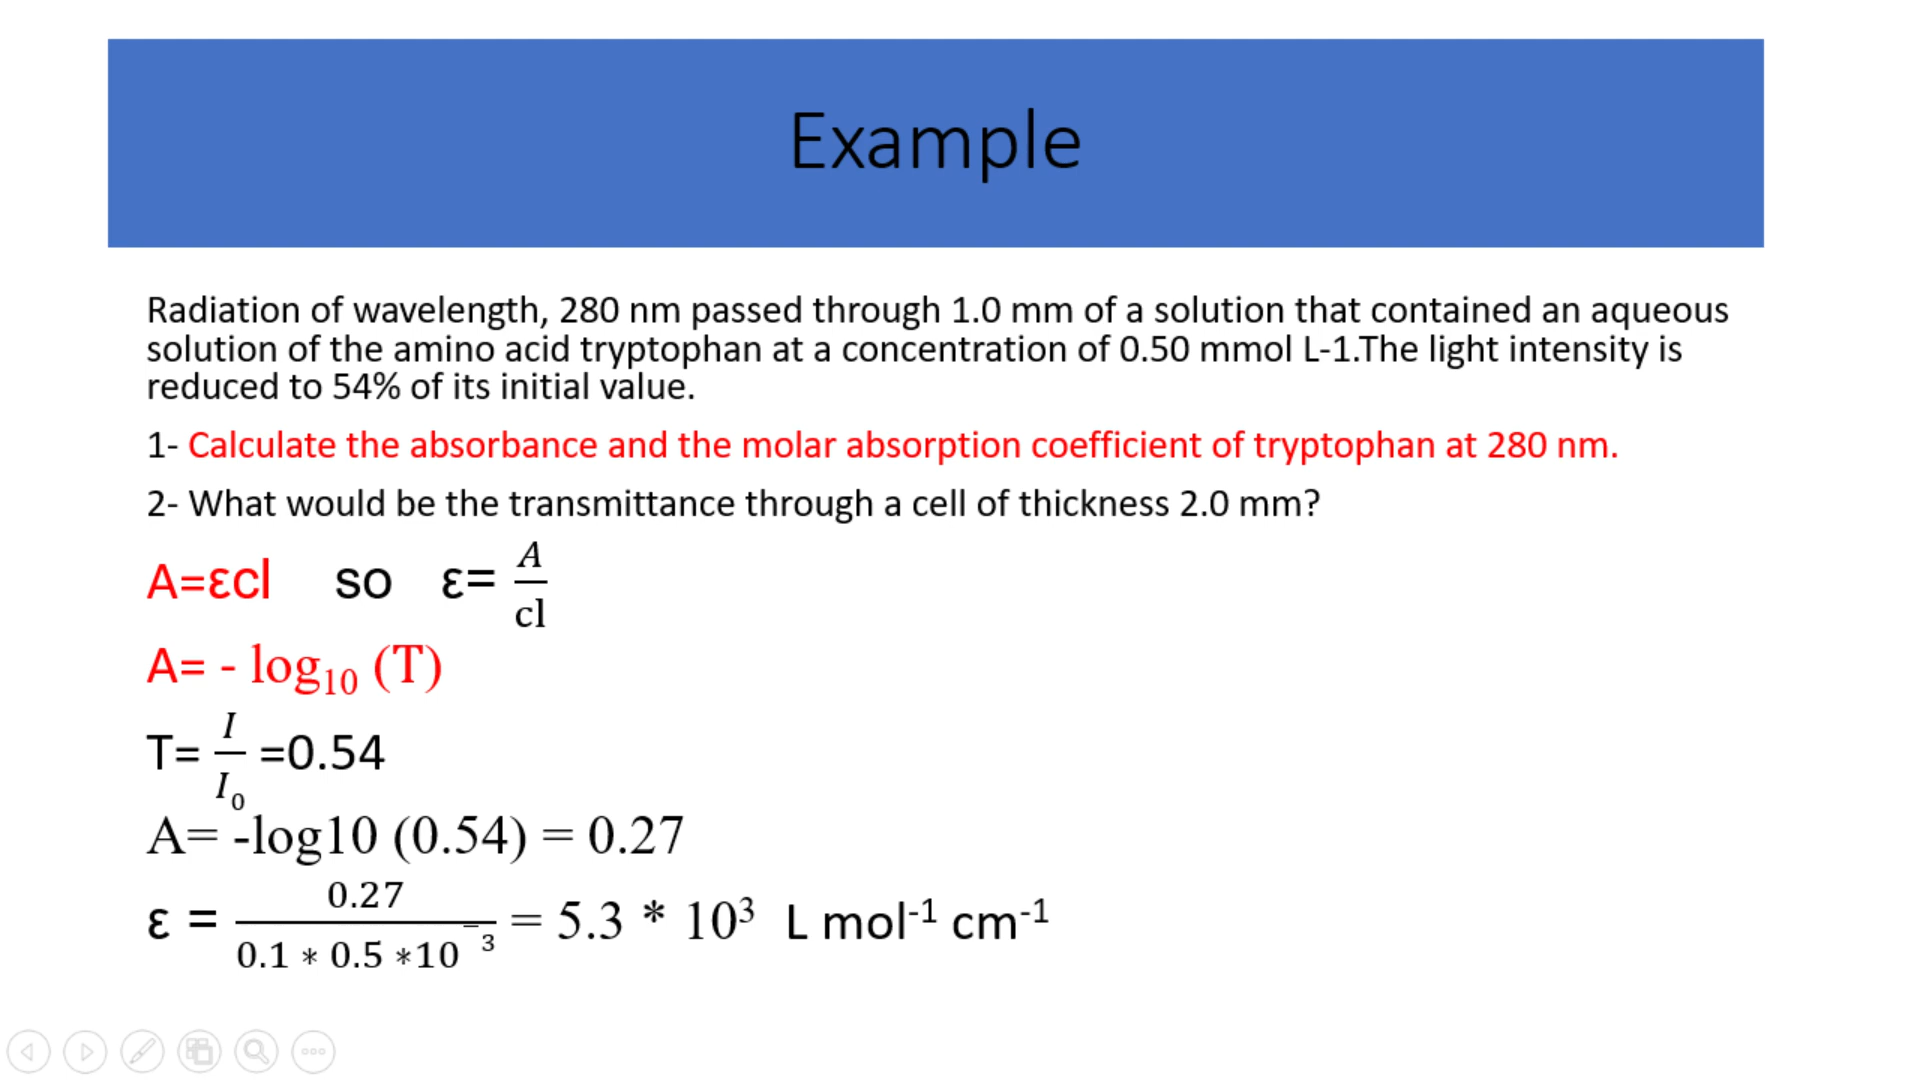 Example
Radiation of wavelength, 280 nm passed through 1.0 mm of a solution that contained an aqueous
solution of the amino acid tryptophan at a concentration of 0.50 mmol L-1.The light intensity is
reduced to 54% of its initial value.
1- Calculate the absorbance and the molar absorption coefficient of tryptophan at 280 nm.
2- What would be the transmittance through a cell of thickness 2.0 mm?
A=εcl so ε= A/cl
A= - log₁₀ (T)
T= I/I₀ =0.54
A= -log10 (0.54) = 0.27
ε = 0.27/0.1 * 0.5 *10⁻³ = 5.3 * 10³ L mol⁻¹ cm⁻¹